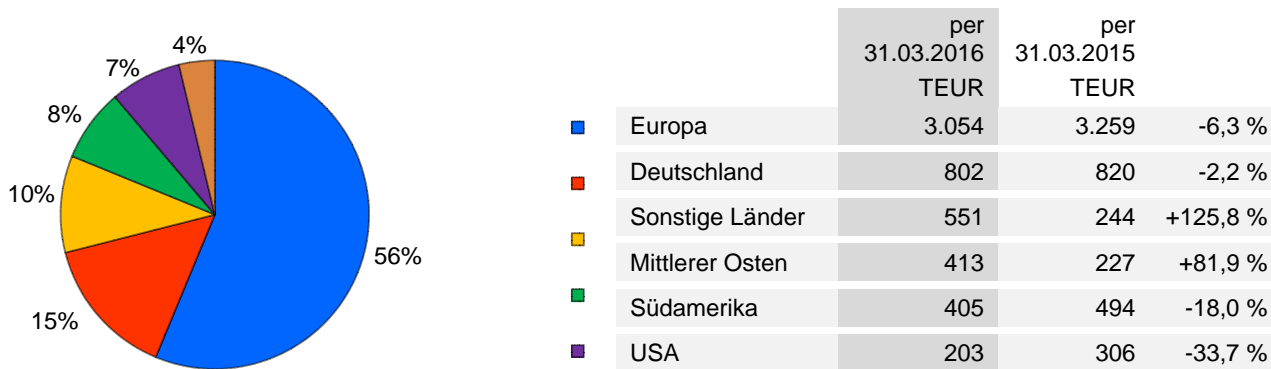 4%
7%
8%
10%
15%
56%
per per
31.03.2016 31.03.2015
TEUR TEUR
Europa 3.054 3.259 -6,3 %
Deutschland 802 820 -2,2 %
Sonstige Länder 551 244 +125,8 %
Mittlerer Osten 413 227 +81,9 %
Südamerika 405 494 -18,0 %
USA 203 306 -33,7 %